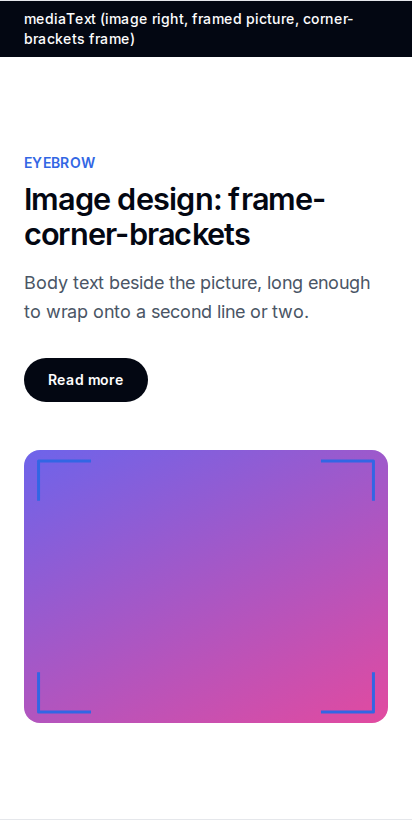 mediaText (image right, framed picture, corner-
brackets frame)
EYEBROW
Image design: frame-
corner-brackets
Body text beside the picture, long enough
to wrap onto a second line or two.
Read more